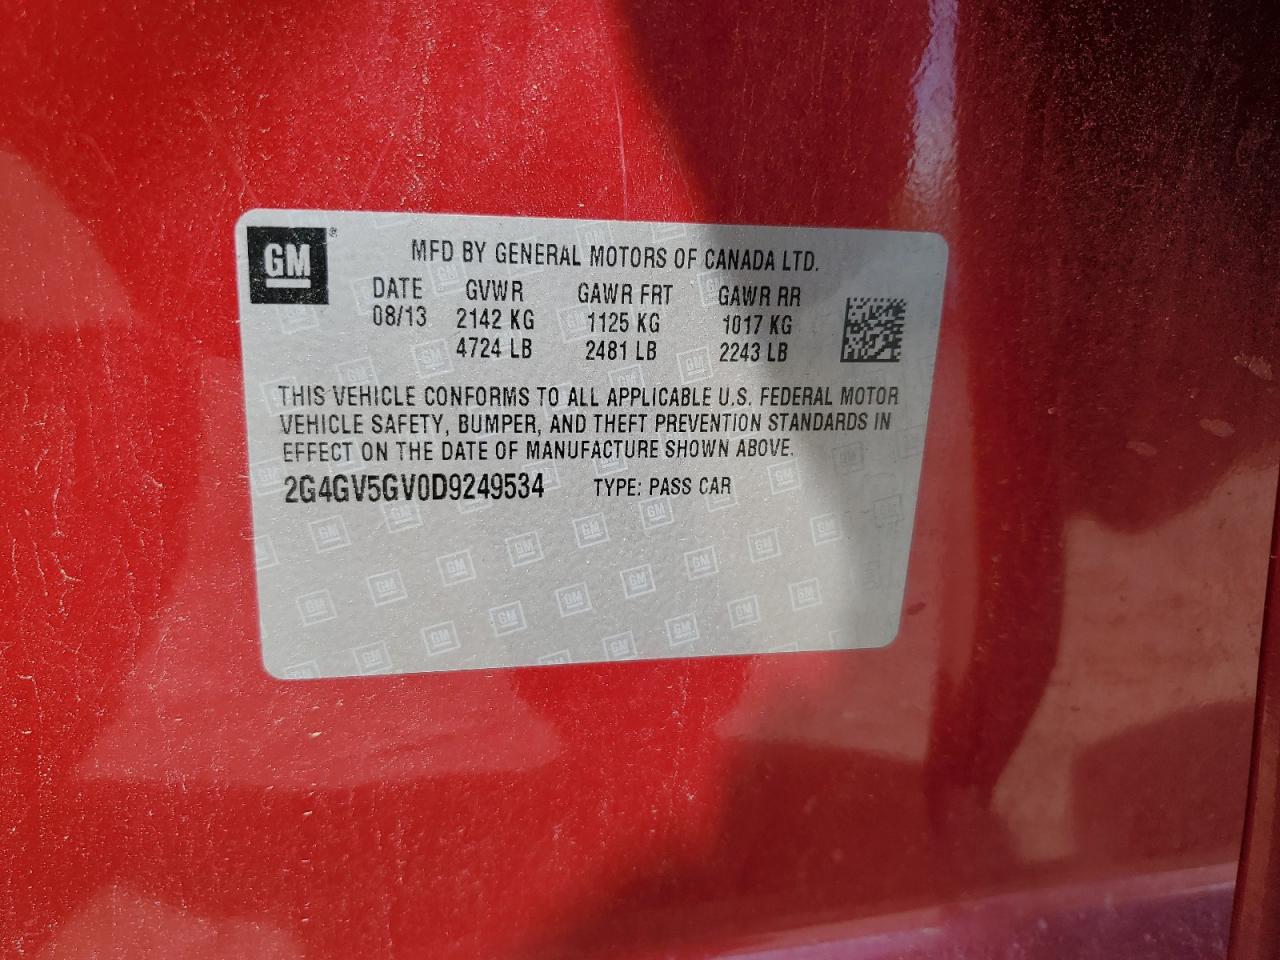 GM®
MFD BY GENERAL MOTORS OF CANADA LTD.
DATE GVWR GAWR FRT GAWR RR
08/13 2142 KG 1125 KG 1017 KG
4724 LB 2481 LB 2243 LB
THIS VEHICLE CONFORMS TO ALL APPLICABLE U.S. FEDERAL MOTOR
VEHICLE SAFETY, BUMPER, AND THEFT PREVENTION STANDARDS IN
EFFECT ON THE DATE OF MANUFACTURE SHOWN ABOVE.
2G4GV5GV0D9249534 TYPE: PASS CAR